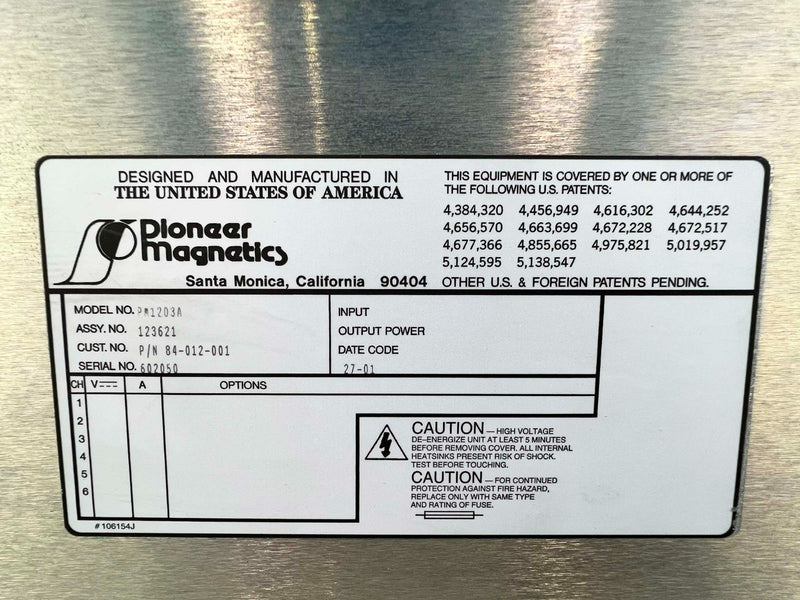 DESIGNED AND MANUFACTURED IN
THE UNITED STATES OF AMERICA
Pioneer
Magnetics
Santa Monica, California 90404
THIS EQUIPMENT IS COVERED BY ONE OR MORE OF
THE FOLLOWING U.S. PATENTS:
4,384,320 4,456,949 4,616,302 4,644,252
4,656,570 4,663,699 4,672,228 4,672,517
4,677,366 4,855,665 4,975,821 5,019,957
5,124,595 5,138,547
OTHER U.S. & FOREIGN PATENTS PENDING.
MODEL NO. PM1203A
ASSY. NO. 123621
CUST. NO. P/N 84-012-001
SERIAL NO. 602050
INPUT
OUTPUT POWER
DATE CODE
27-01
CH V A OPTIONS
1
2
3
4
5
6
CAUTION — HIGH VOLTAGE
DE-ENERGIZE UNIT AT LEAST 5 MINUTES
BEFORE REMOVING COVER. ALL INTERNAL
HEATSINKS PRESENT RISK OF SHOCK.
TEST BEFORE TOUCHING.
CAUTION — FOR CONTINUED
PROTECTION AGAINST FIRE HAZARD,
REPLACE ONLY WITH SAME TYPE
AND RATING OF FUSE.
#106154J